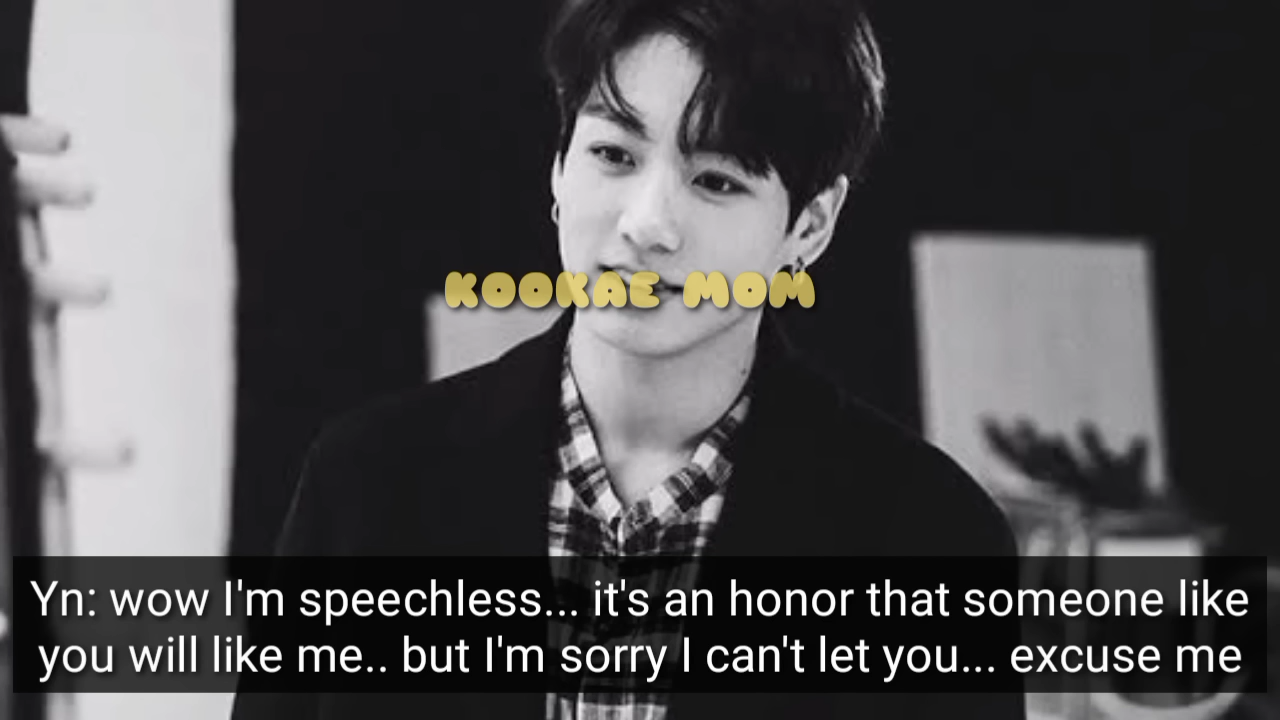 KOOKAE MOM
Yn: wow I'm speechless... it's an honor that someone like
you will like me.. but I'm sorry I can't let you... excuse me